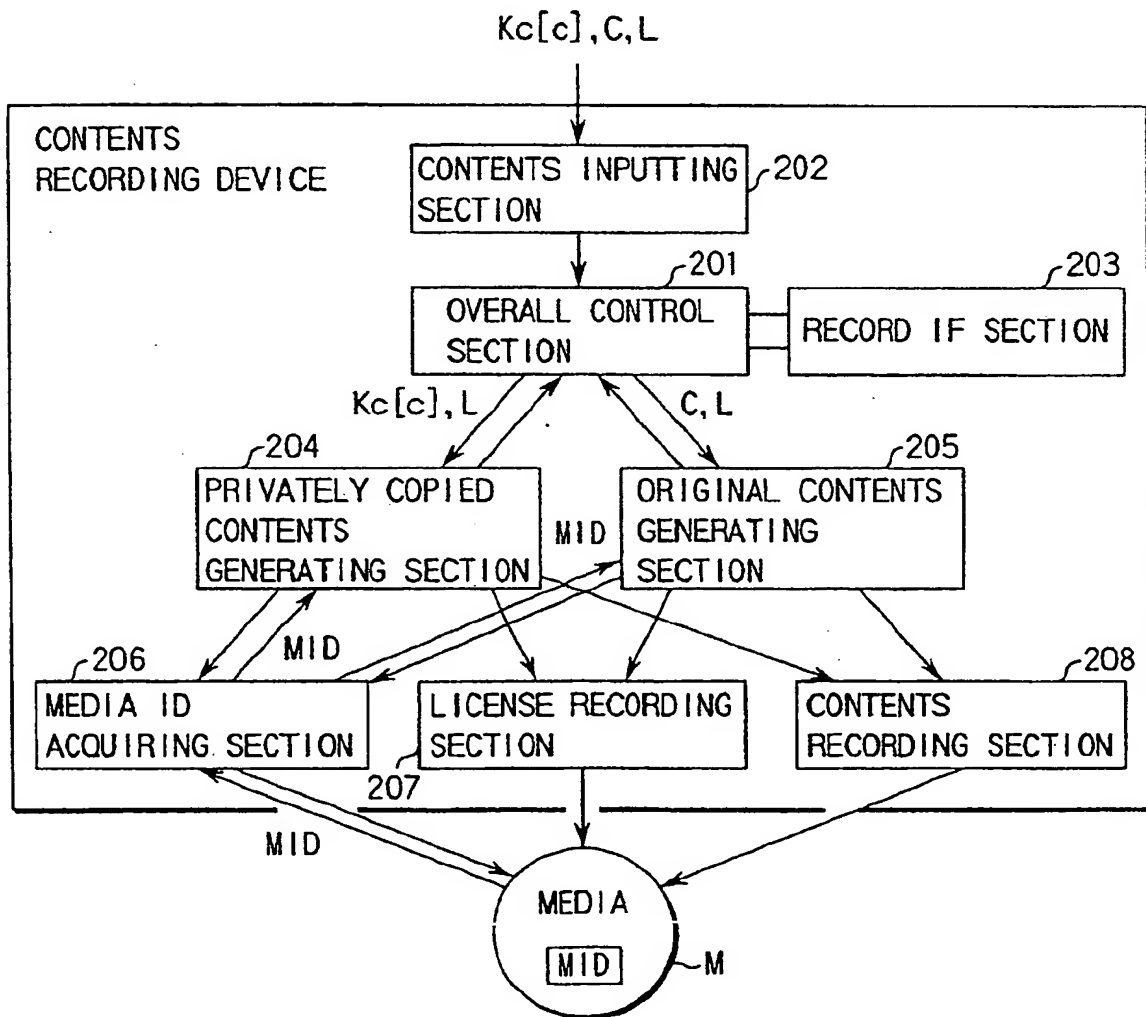 Kc[c],C,L
CONTENTS
RECORDING DEVICE
CONTENTS INPUTTING
SECTION
202
201
OVERALL CONTROL
SECTION
203
RECORD IF SECTION
Kc[c],L
C,L
204
PRIVATELY COPIED
CONTENTS
GENERATING SECTION
MID
205
ORIGINAL CONTENTS
GENERATING
SECTION
MID
206
MEDIA ID
ACQUIRING SECTION
LICENSE RECORDING
SECTION
207
208
CONTENTS
RECORDING SECTION
MID
MEDIA
MID
M